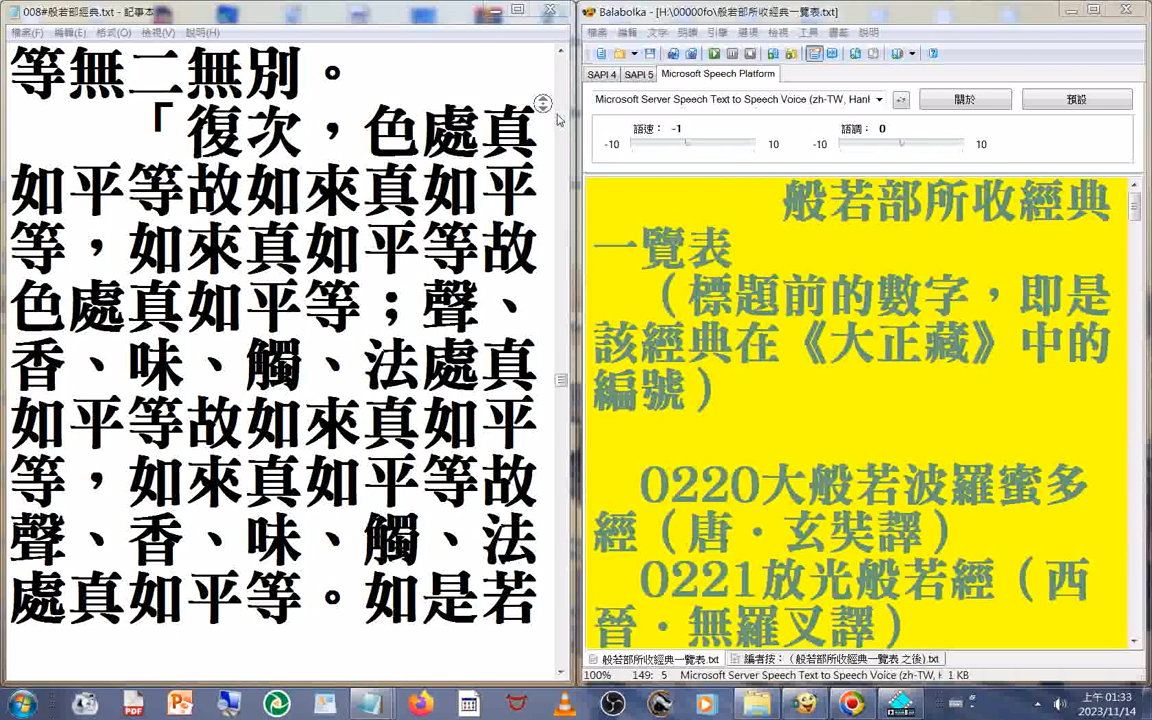 008#般若部經典.txt - 記事本
檔案(F) 編輯(E) 格式(O) 檢視(V) 說明(H)
等無二無別。
「復次，色處真
如平等故如來真如平
等，如來真如平等故
色處真如平等；聲、
香、味、觸、法處真
如平等故如來真如平
等，如來真如平等故
聲、香、味、觸、法
處真如平等。如是若
Balabolka - [H:\00000fo\般若部所收經典一覽表.txt]
檔案 編輯 文字 朗讀 引擎 選項 檢視 工具 書籤 說明
SAPI 4 SAPI 5 Microsoft Speech Platform
Microsoft Server Speech Text to Speech Voice (zh-TW, Hanl 關於 預設
語速： -1 語調： 0
-10 10 -10 10
般若部所收經典
一覽表
（標題前的數字，即是
該經典在《大正藏》中的
編號）
0220大般若波羅蜜多
經（唐．玄奘譯）
0221放光般若經（西
晉．無羅叉譯）
般若部所收經典一覽表.txt 編者按：（般若部所收經典一覽表 之後).txt
100% 149: 5 Microsoft Server Speech Text to Speech Voice (zh-TW, H 1 KB
上午 01:33
2023/11/14